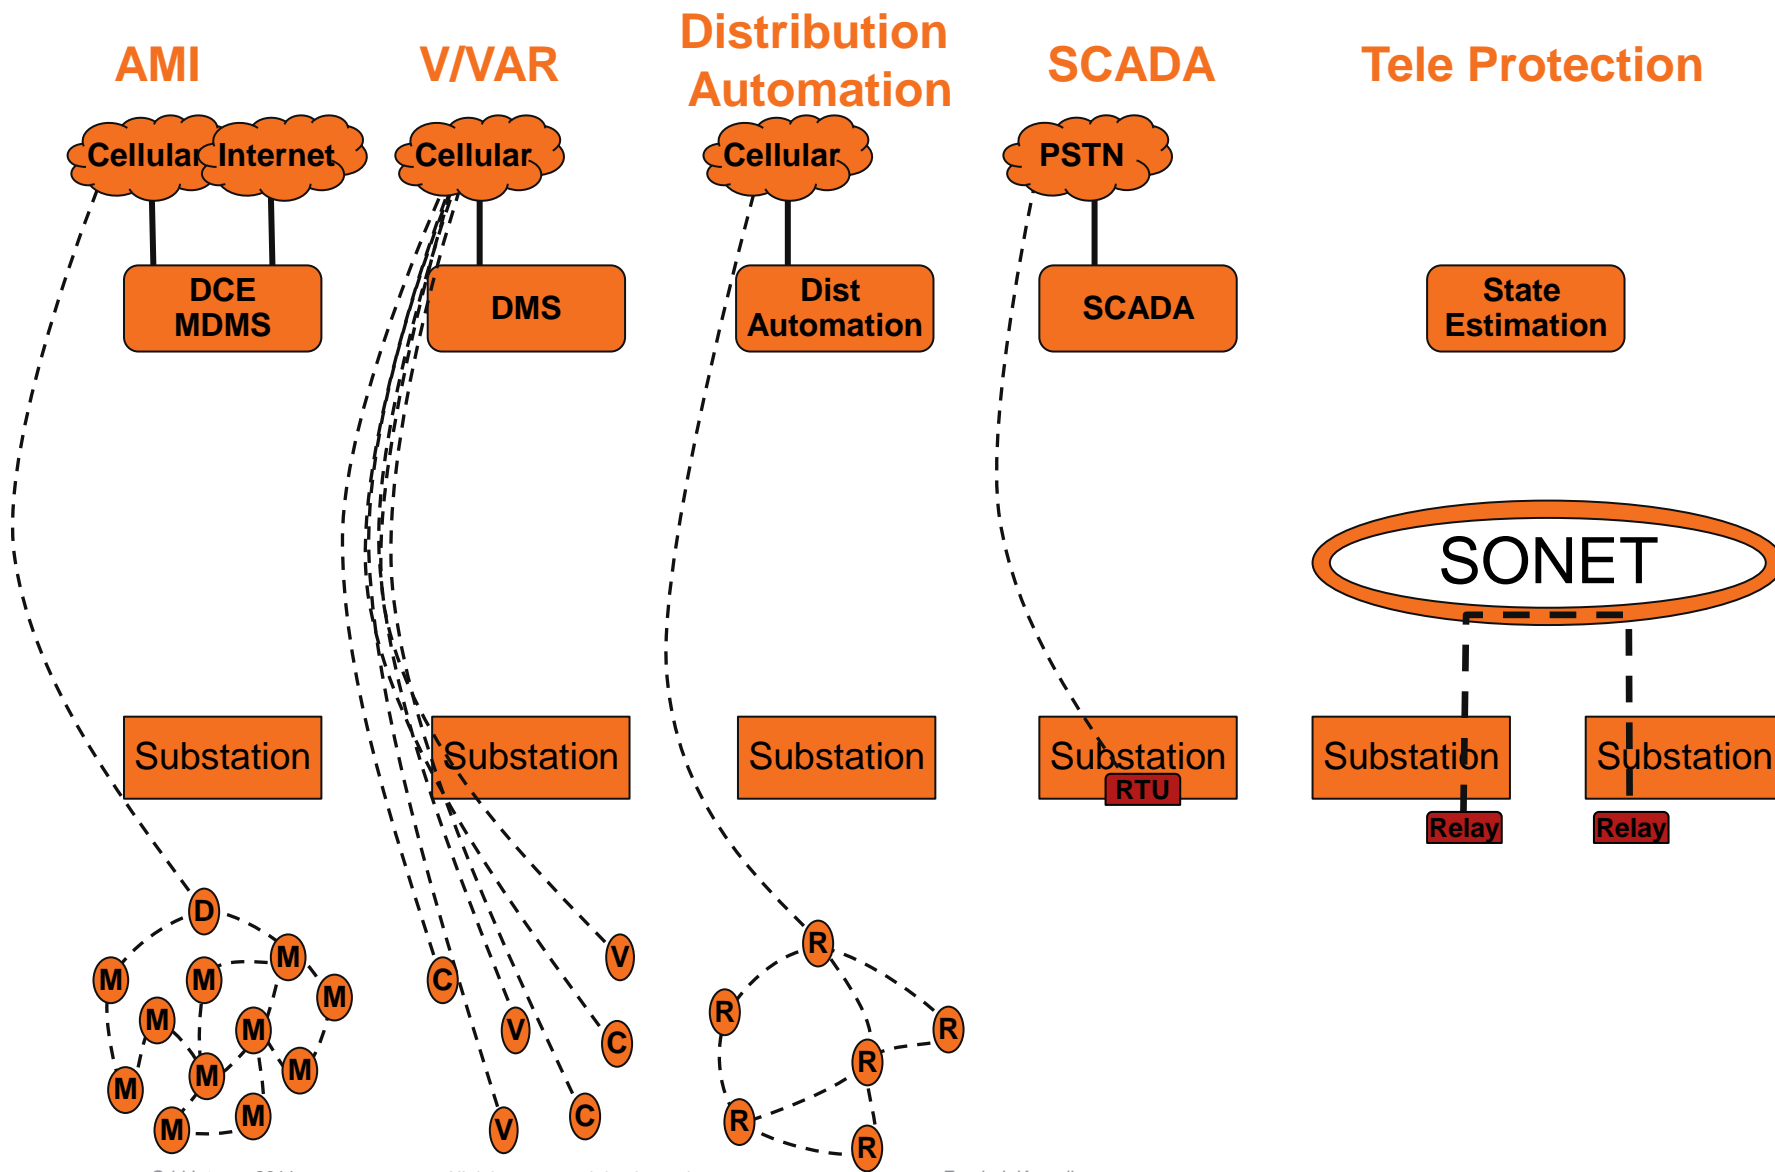 AMI
V/VAR
Distribution
Automation
SCADA
Tele Protection
Cellular
Internet
Cellular
Cellular
PSTN
DCE
MDMS
DMS
Dist
Automation
SCADA
State
Estimation
SONET
Substation
Substation
Substation
Substation
RTU
Substation
Relay
Substation
Relay
D
M
M
M
M
M
M
M
M
M
M
M
C
V
V
C
C
V
R
R
R
R
R
R